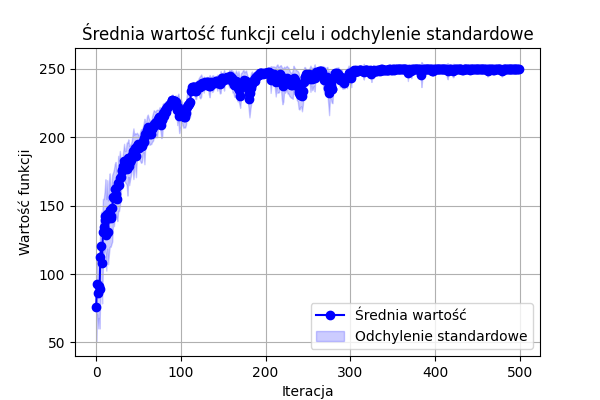 Średnia wartość funkcji celu i odchylenie standardowe
250
200
150
100
50
Wartość funkcji
0 100 200 300 400 500
Iteracja
Średnia wartość
Odchylenie standardowe